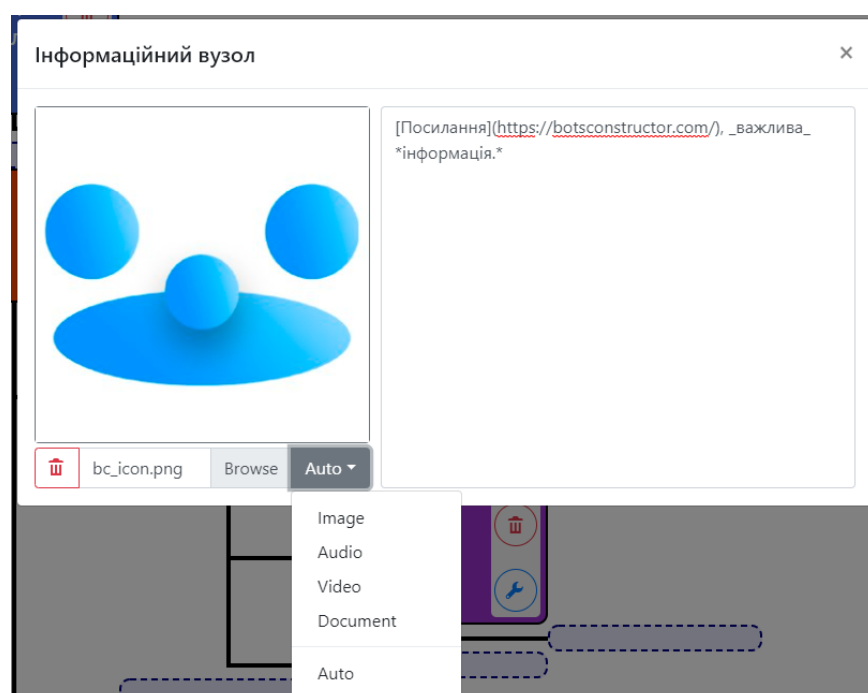 Інформаційний вузол
×
[Посилання](https://botsconstructor.com/), _важлива_
*інформація.*
bc_icon.png
Browse
Auto
Image
Audio
Video
Document
Auto